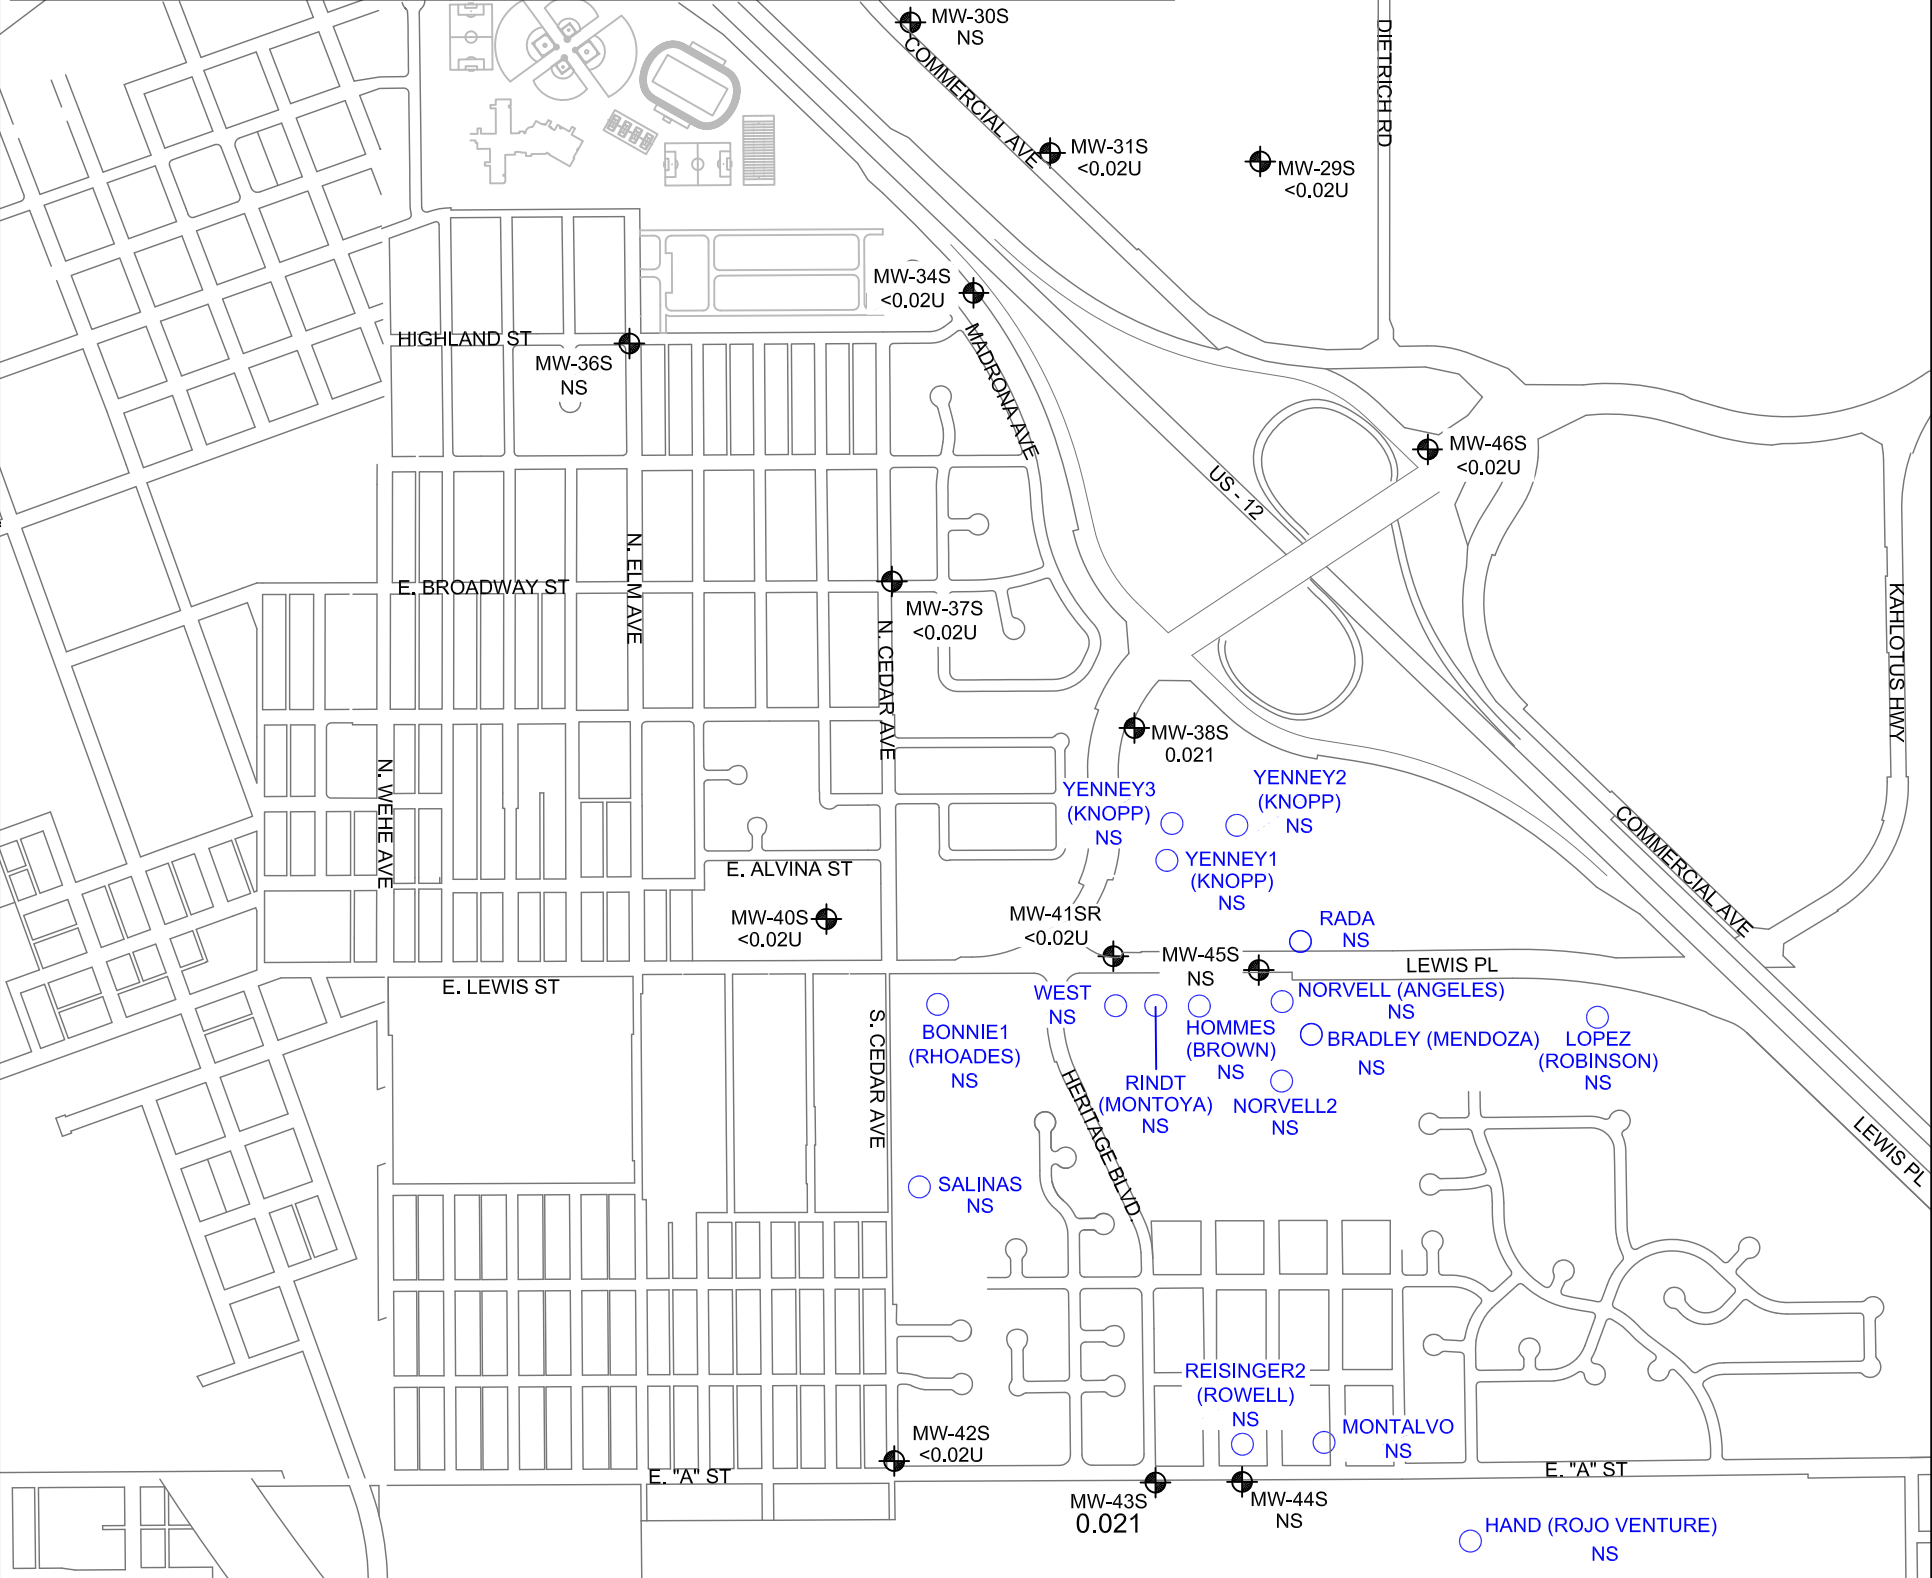 MW-30S
NS
COMMERCIAL AVE
DIETRICH RD
MW-31S
<0.02U
MW-29S
<0.02U
MW-34S
<0.02U
HIGHLAND ST
MW-36S
NS
MADRONA AVE
MW-46S
<0.02U
US - 12
N. ELM AVE
E. BROADWAY ST
MW-37S
<0.02U
N. CEDAR AVE
KAHLOTUS HWY
MW-38S
0.021
N. WEHE AVE
YENNEY3
(KNOPP)
NS
YENNEY2
(KNOPP)
NS
YENNEY1
(KNOPP)
NS
COMMERCIAL AVE
E. ALVINA ST
MW-40S
<0.02U
MW-41SR
<0.02U
RADA
NS
MW-45S
NS
LEWIS PL
E. LEWIS ST
WEST
NS
NORVELL (ANGELES)
NS
BONNIE1
(RHOADES)
NS
S. CEDAR AVE
HOMMES
(BROWN)
NS
BRADLEY (MENDOZA)
NS
LOPEZ
(ROBINSON)
NS
RINDT
(MONTOYA)
NS
NORVELL2
NS
HERITAGE BLVD.
LEWIS PL
SALINAS
NS
REISINGER2
(ROWELL)
NS
MONTALVO
NS
MW-42S
<0.02U
E. "A" ST
E. "A" ST
MW-43S
0.021
MW-44S
NS
HAND (ROJO VENTURE)
NS